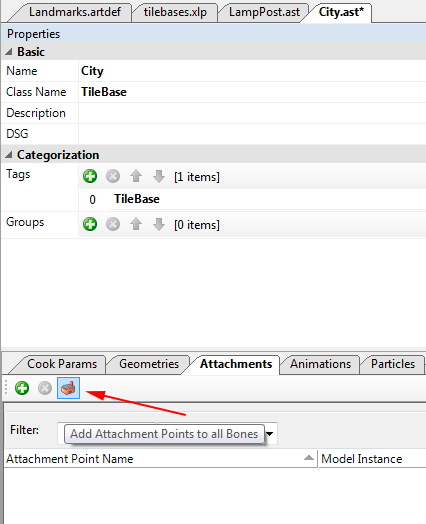 Landmarks.artdef tilebases.xlp LampPost.ast City.ast*
Properties
Basic
Name City
Class Name TileBase
Description
DSG
Categorization
Tags [1 items]
0 TileBase
Groups [0 items]
Cook Params Geometries Attachments Animations Particles
Filter:
Add Attachment Points to all Bones
Attachment Point Name Model Instance